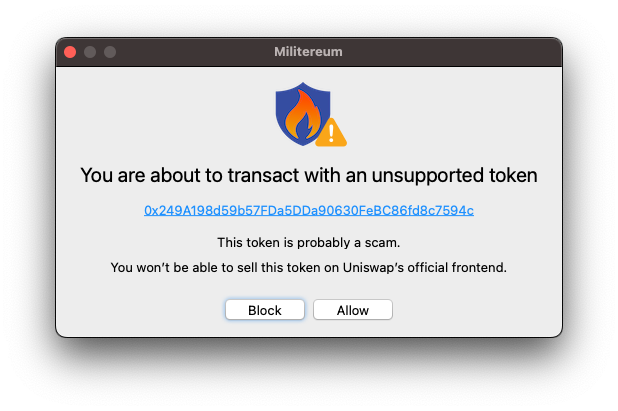 Militereum
You are about to transact with an unsupported token
0x249A198d59b57FDa5DDa90630FeBC86fd8c7594c
This token is probably a scam.
You won’t be able to sell this token on Uniswap’s official frontend.
Block
Allow